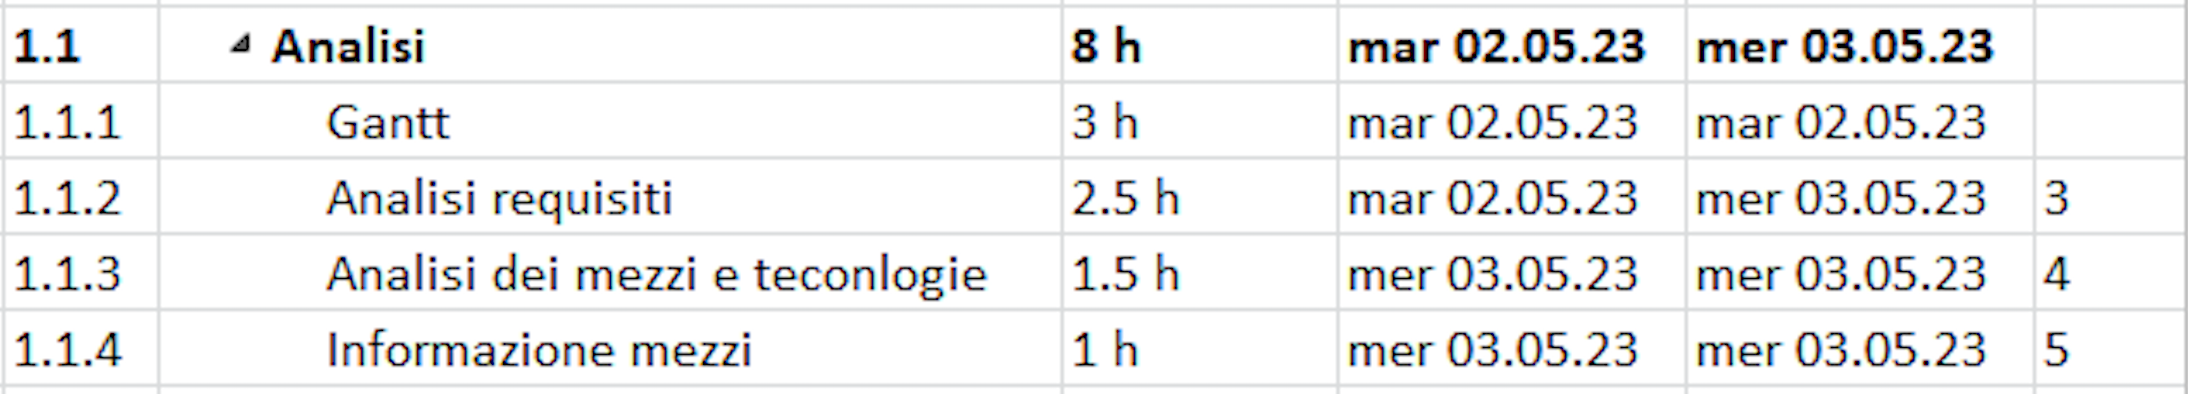 1.1 Analisi 8 h mar 02.05.23 mer 03.05.23
1.1.1 Gantt 3 h mar 02.05.23 mar 02.05.23
1.1.2 Analisi requisiti 2.5 h mar 02.05.23 mer 03.05.23 3
1.1.3 Analisi dei mezzi e teconlogie 1.5 h mer 03.05.23 mer 03.05.23 4
1.1.4 Informazione mezzi 1 h mer 03.05.23 mer 03.05.23 5